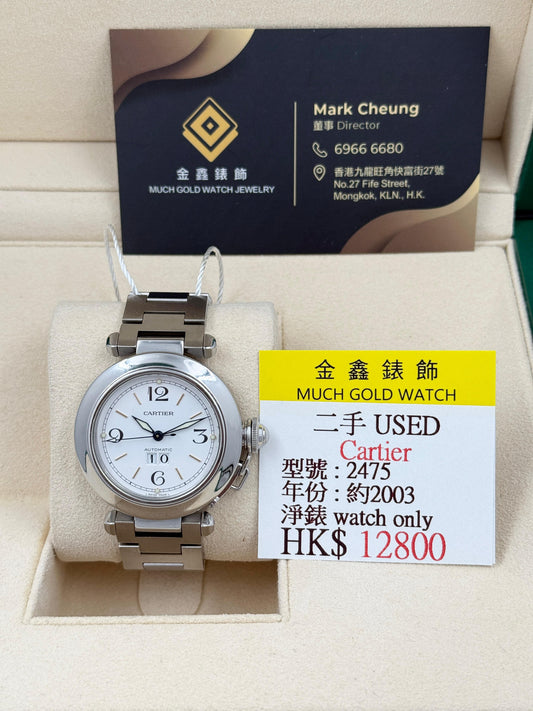 金鑫錶飾
MUCH GOLD WATCH JEWELRY
Mark Cheung
董事 Director
6966 6680
香港九龍旺角快富街27號
No.27 Fife Street,
Mongkok, KLN., H.K.
12
CARTIER
9
3
AUTOMATIC
10
6
金鑫錶飾
MUCH GOLD WATCH
二手 USED
Cartier
型號 : 2475
年份 : 約2003
淨錶 watch only
HK$ 12800